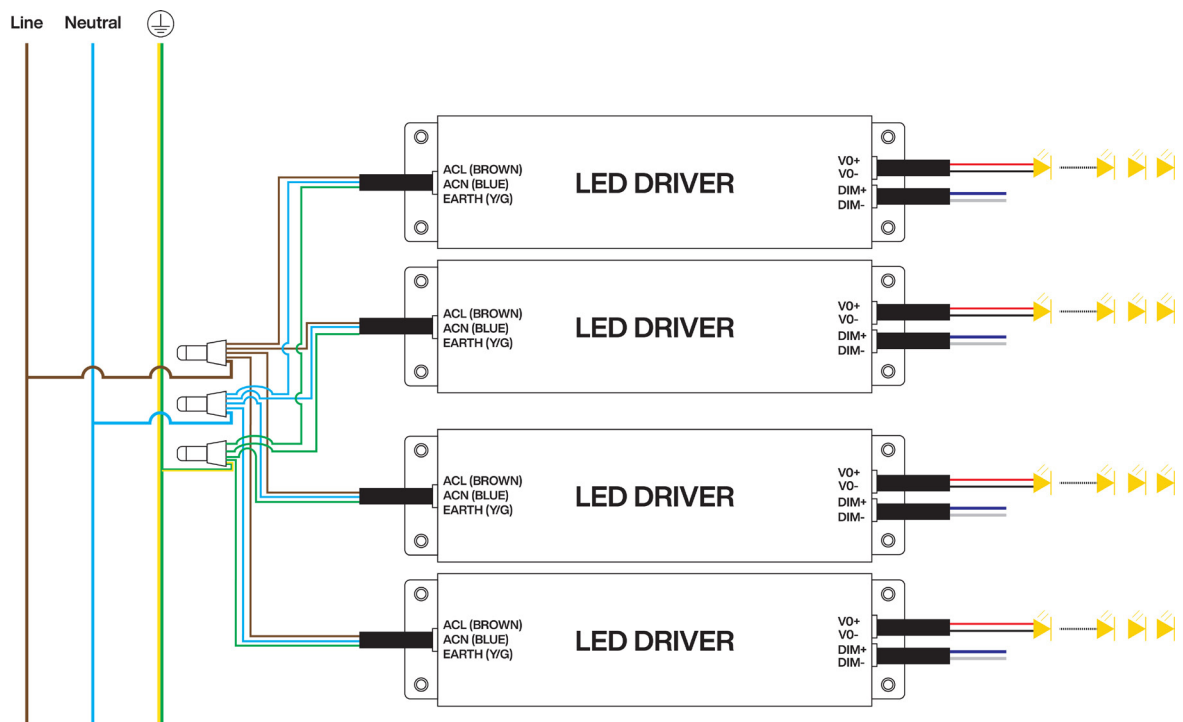 Line Neutral
ACL (BROWN)
ACN (BLUE)
EARTH (Y/G)
LED DRIVER
V0+
V0-
DIM+
DIM-
ACL (BROWN)
ACN (BLUE)
EARTH (Y/G)
LED DRIVER
V0+
V0-
DIM+
DIM-
ACL (BROWN)
ACN (BLUE)
EARTH (Y/G)
LED DRIVER
V0+
V0-
DIM+
DIM-
ACL (BROWN)
ACN (BLUE)
EARTH (Y/G)
LED DRIVER
V0+
V0-
DIM+
DIM-